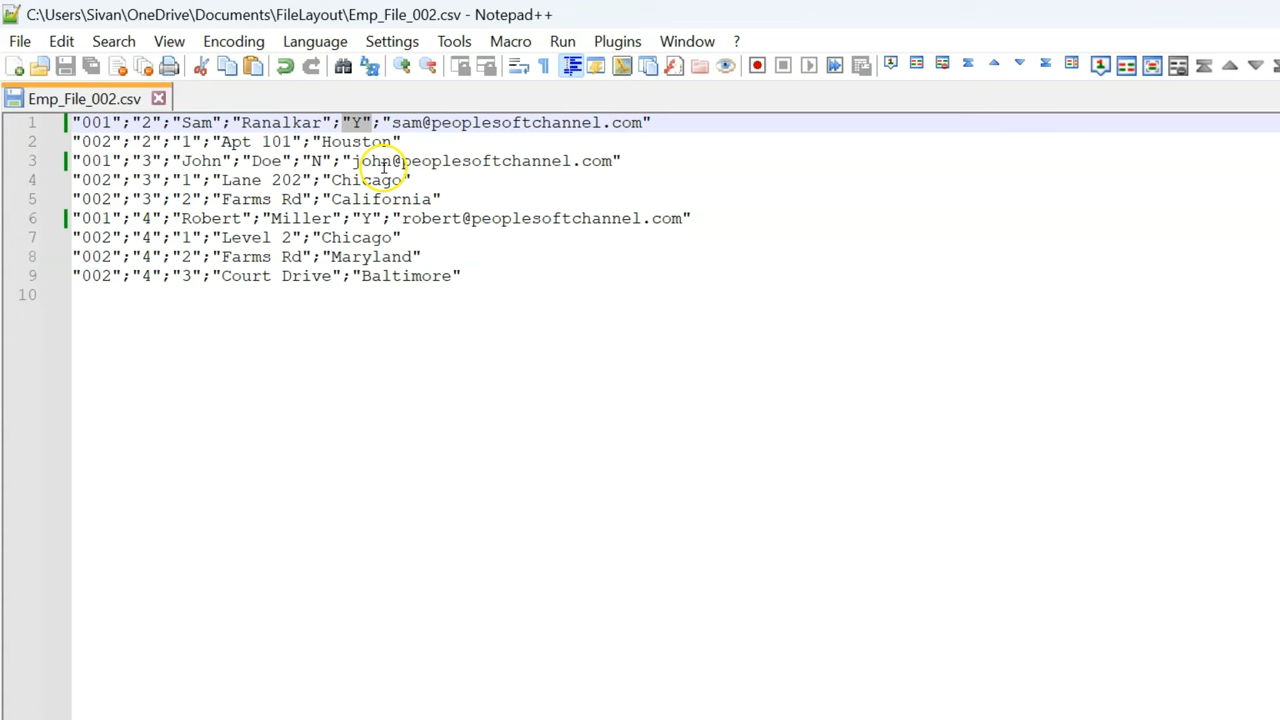 C:\Users\Sivan\OneDrive\Documents\FileLayout\Emp_File_002.csv - Notepad++
File Edit Search View Encoding Language Settings Tools Macro Run Plugins Window ?
Emp_File_002.csv
1 "001";"2";"Sam";"Ranalkar";"Y";"sam@peoplesoftchannel.com"
2 "002";"2";"1";"Apt 101";"Houston"
3 "001";"3";"John";"Doe";"N";"john@peoplesoftchannel.com"
4 "002";"3";"1";"Lane 202";"Chicago"
5 "002";"3";"2";"Farms Rd";"California"
6 "001";"4";"Robert";"Miller";"Y";"robert@peoplesoftchannel.com"
7 "002";"4";"1";"Level 2";"Chicago"
8 "002";"4";"2";"Farms Rd";"Maryland"
9 "002";"4";"3";"Court Drive";"Baltimore"
10